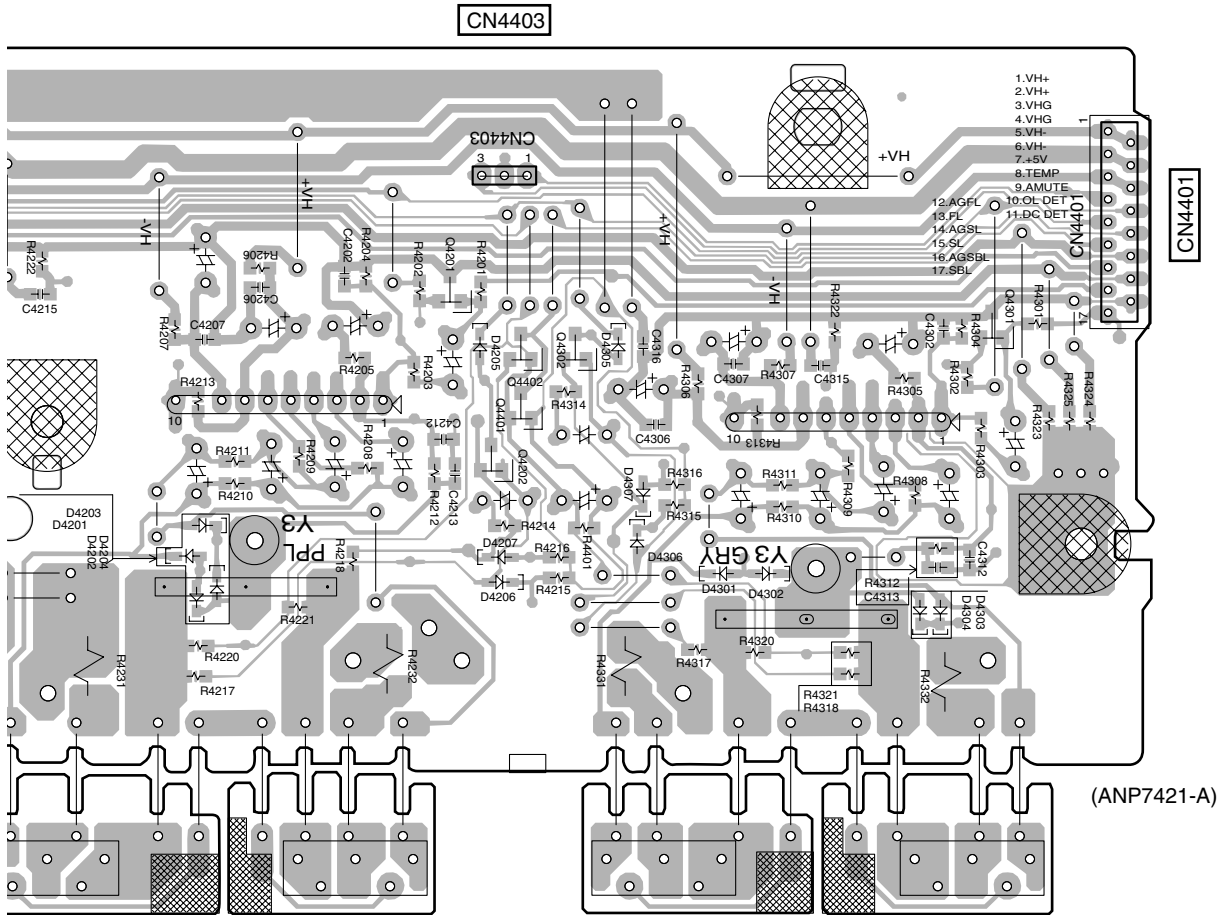 CN4403
1.VH+
2.VH+
3.VHG
4.VHG
5.VH-
6.VH-
7.+5V
8.TEMP
9.AMUTE
10.OL DET
11.DC DET
12.AGFL
13.FL
14.AGSL
15.SL
16.AGSBL
17.SBL
1
17
CN4401
CN4401
CN4403
3
1
+VH
+VH
-VH
+VH
-VH
R4222
C4215
R4206
C4206
C4202
R4204
R4202
Q4201
R4201
R4207
C4207
R4205
R4203
D4205
Q4402
Q4302
D4305
C4316
R4306
C4307
R4307
C4315
R4322
R4305
C4302
R4304
R4302
Q4301
R4301
R4213
10
1
C4212
Q4401
R4314
C4306
10
R4313
1
R4303
R4323
R4325
R4324
R4211
R4210
R4209
R4208
R4212
C4213
Q4202
R4214
D4307
R4316
R4315
R4311
R4310
R4309
R4308
D4203
D4201
D4204
D4202
Y3
PPL
R4218
D4207
D4206
R4216
R4215
R4401
D4306
Y3 GRY
D4301
D4302
R4312
C4313
C4312
D4303
D4304
R4221
R4220
R4217
R4231
R4232
R4331
R4317
R4320
R4321
R4318
R4332
(ANP7421-A)